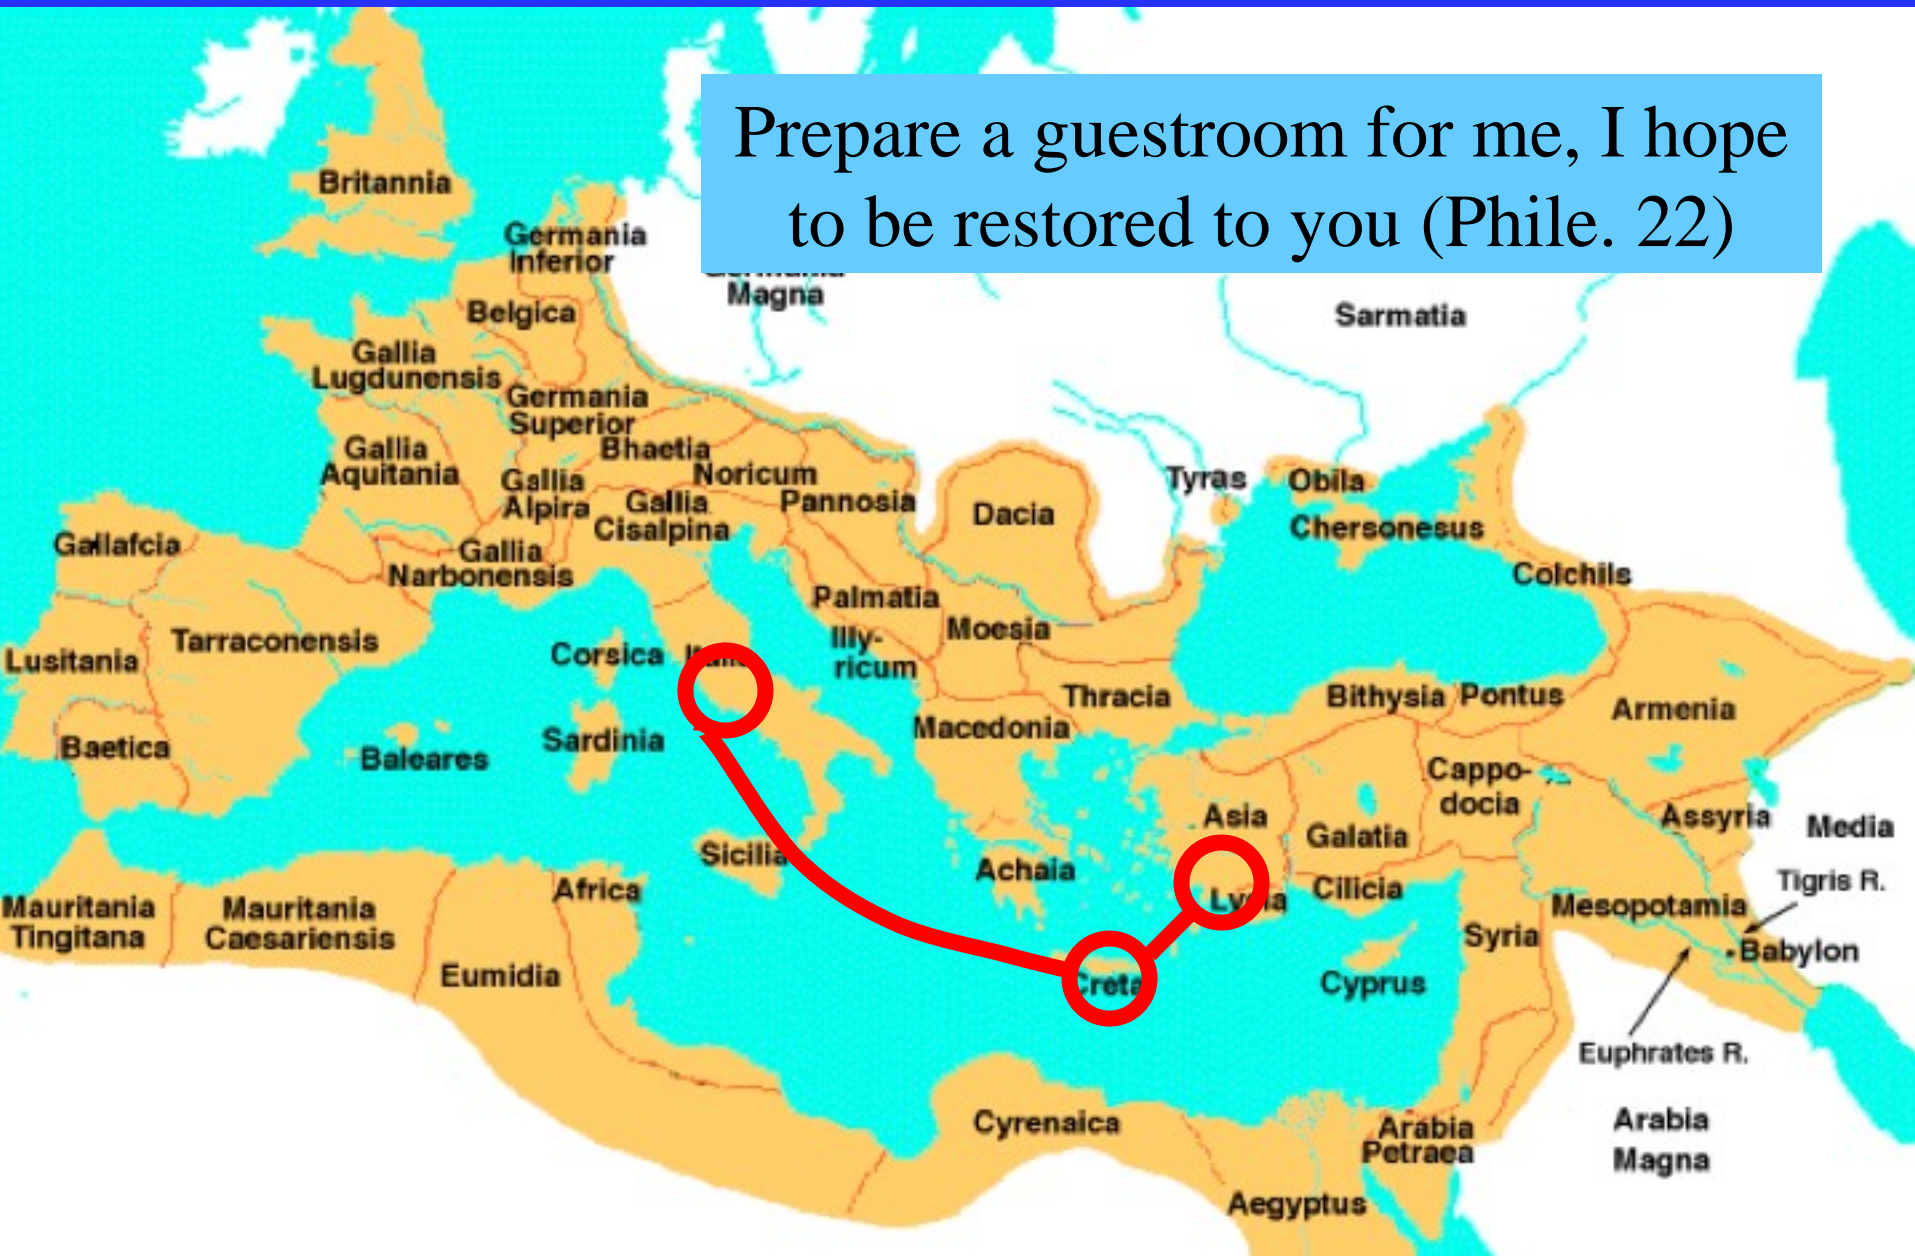 Prepare a guestroom for me, I hope
to be restored to you (Phile. 22)
Britannia
Germania
Inferior
Magna
Sarmatia
Belgica
Gallia
Lugdunensis
Germania
Superior
Bhaetia
Gallia
Aquitania
Gallia
Alpira
Noricum
Gallia
Cisalpina
Pannosia
Dacia
Tyras
Obila
Chersonesus
Gallafcia
Gallia
Narbonensis
Colchils
Palmatia
Moesia
Illy-
ricum
Lusitania
Tarraconensis
Corsica
Thracia
Bithysia
Pontus
Armenia
Macedonia
Baetica
Baleares
Sardinia
Cappo-
docia
Asia
Galatia
Assyria
Media
Sicilia
Achaia
Tigris R.
Mauritania
Tingitana
Mauritania
Caesariensis
Africa
Lycia
Cilicia
Mesopotamia
Syria
Babylon
Eumidia
Creta
Cyprus
Euphrates R.
Cyrenaica
Arabia
Petraea
Arabia
Magna
Aegyptus